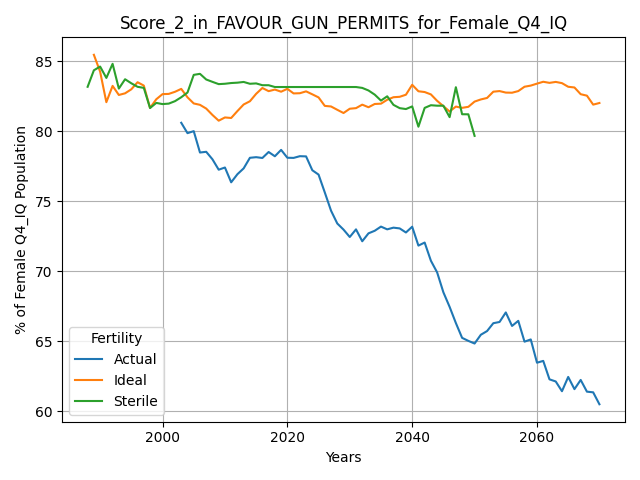 Score_2_in_FAVOUR_GUN_PERMITS_for_Female_Q4_IQ
% of Female Q4_IQ Population
85
80
75
70
65
60
Fertility
Actual
Ideal
Sterile
2000
2020
2040
2060
Years